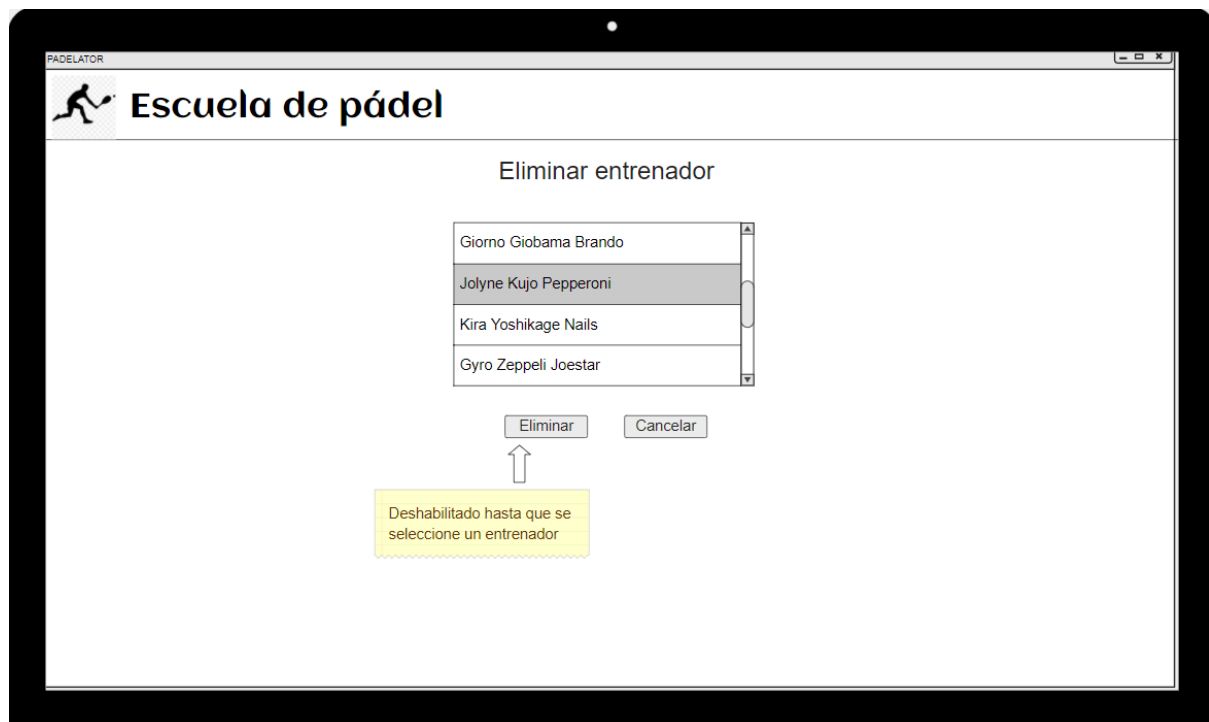 PADELATOR
Escuela de pádel
Eliminar entrenador
Giorno Giobama Brando
Jolyne Kujo Pepperoni
Kira Yoshikage Nails
Gyro Zeppeli Joestar
Eliminar
Cancelar
Deshabilitado hasta que se
seleccione un entrenador